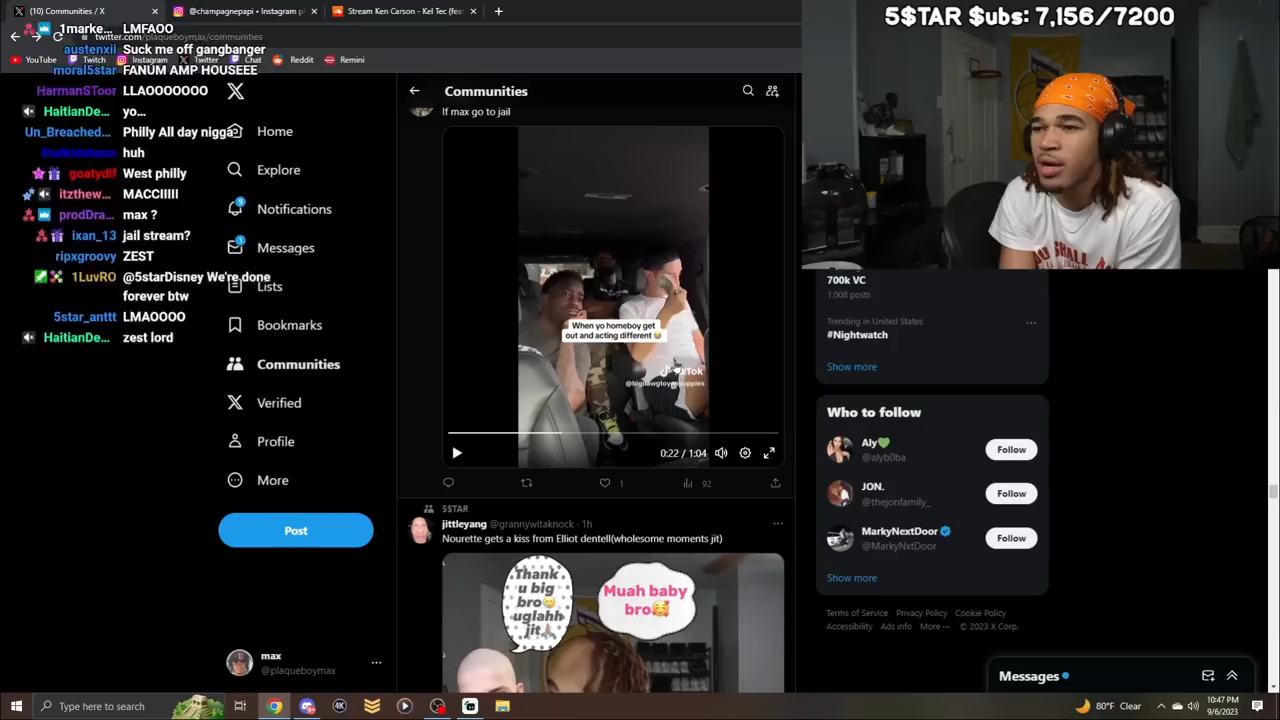 (1) Communities / X
@champagnepapi • Instagram p
Stream Ken Carson - Kel Tec (feat
twitter.com/plaqueboymax/communities
YouTube
Twitch
Instagram
Twitter
Chat
Reddit
Remini
1marke... LMFAOO
austenxii Suck me off gangbanger
moral5star FANUM AMP HOUSEEE
HarmanSToor LLAOOOOOOO
HaitianDe... yo...
Un_Breached... Philly All day nigga
huh
goatydlf West philly
itzthew... MACCIIIII
prodDra... max ?
ixan_13 jail stream?
ripxgroovy ZEST
1LuvRO @5starDisney We're done
forever btw
5star_anttt LMAOOOO
HaitianDe... zest lord
Home
Explore
9
Notifications
1
Messages
Lists
Bookmarks
Communities
Verified
Profile
More
Post
max
@plaqueboymax
Communities
If max go to jail
When yo homeboy get
out and acting different
TikTok
0:22 / 1:04
1
92
5$TAR
jittleyang @grannywitaknock · 1h
Nourette gets a kiss from Elliot dentell(wholesome moments jit)
Thank
u big
bro
uglahh
jit
Muah baby
bro
5$TAR $ubs: 7,156/7200
700k VC
1,008 posts
Trending in United States
#Nightwatch
Show more
Who to follow
Aly
@alyb0ba
Follow
JON.
@thejonfamily_
Follow
MarkyNextDoor
@MarkyNxtDoor
Follow
Show more
Terms of Service Privacy Policy Cookie Policy
Accessibility Ads info More ··· © 2023 X Corp.
Messages
Type here to search
4K
80°F Clear
10:47 PM
9/6/2023